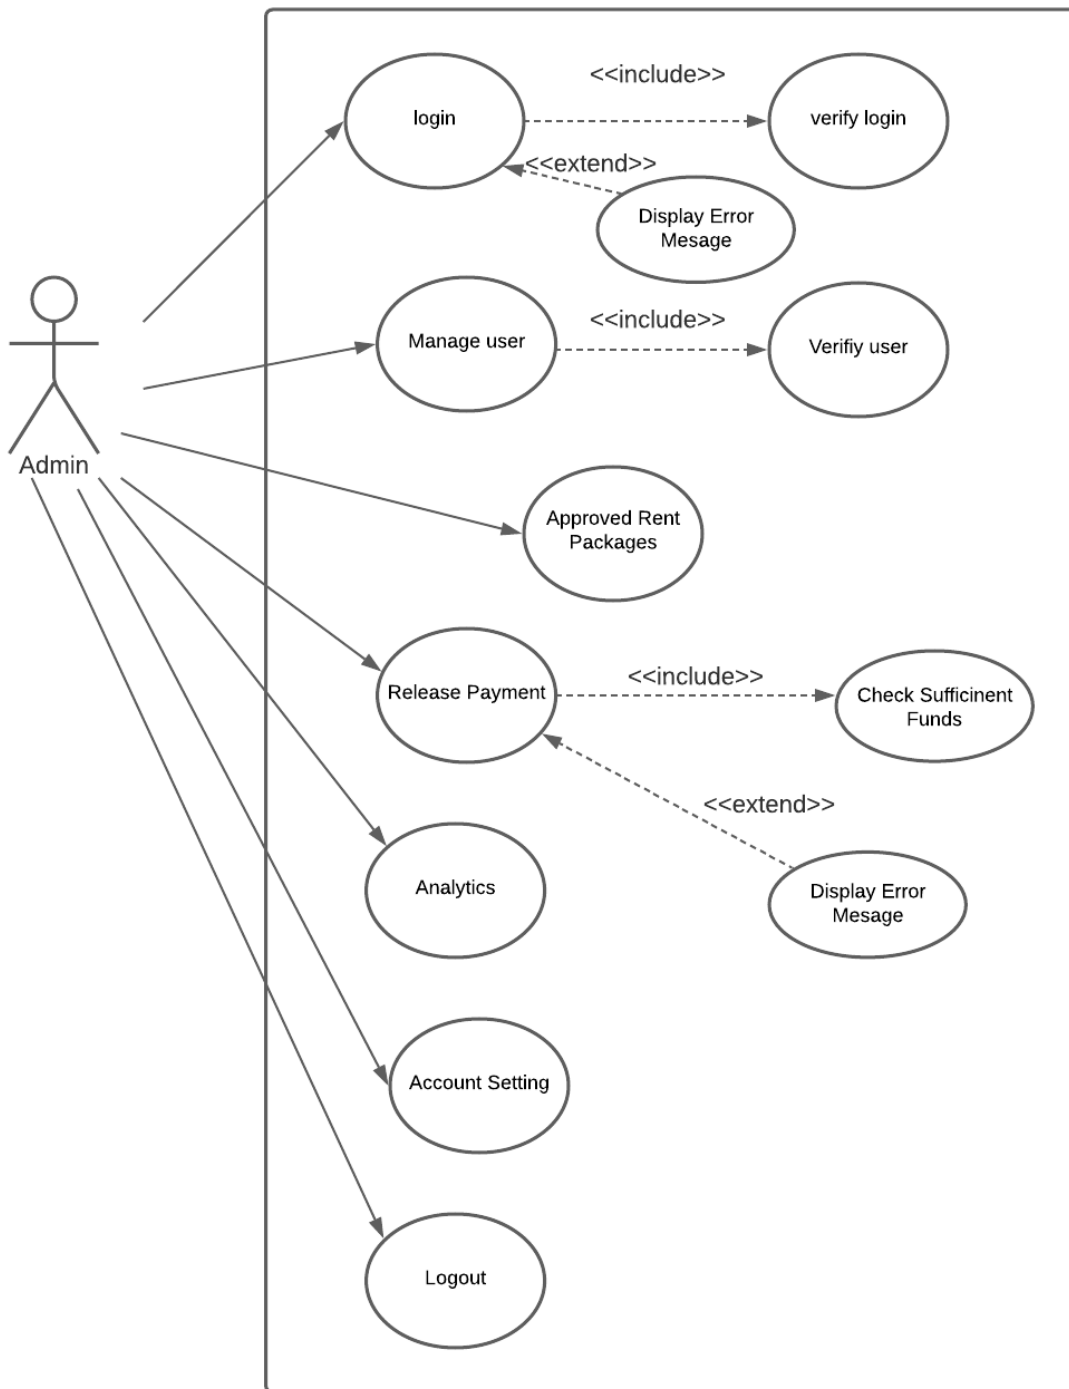 <<include>>
login
verify login
<<extend>>
Display Error
Mesage
<<include>>
Manage user
Verifiy user
Admin
Approved Rent
Packages
<<include>>
Release Payment
Check Sufficinent
Funds
<<extend>>
Analytics
Display Error
Mesage
Account Setting
Logout